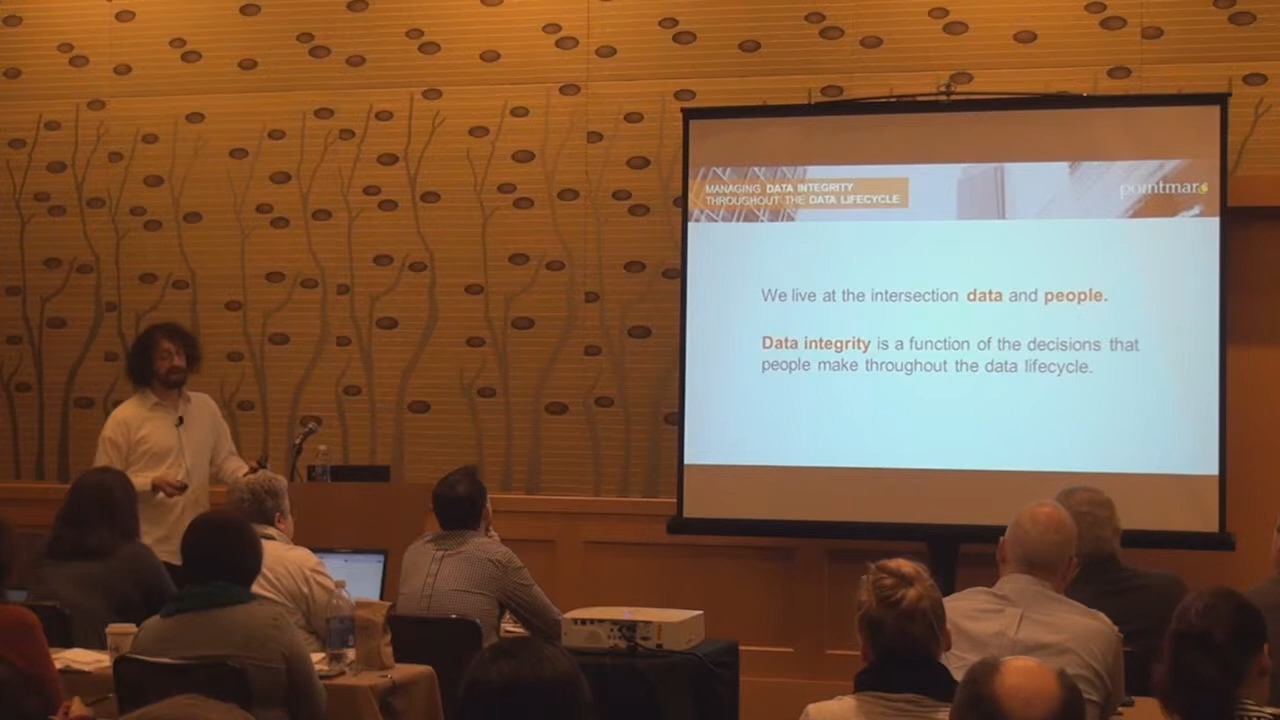 MANAGING DATA INTEGRITY
THROUGHOUT THE DATA LIFECYCLE
pointmarc
We live at the intersection data and people.
Data integrity is a function of the decisions that
people make throughout the data lifecycle.